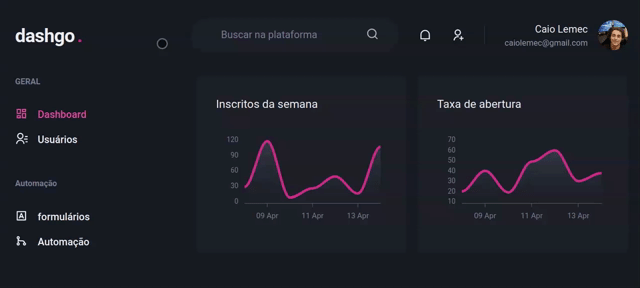 dashgo.
Buscar na plataforma
Caio Lemec
caiolemec@gmail.com
GERAL
Dashboard
Usuários
Automação
formulários
Automação
Inscritos da semana
120
90
60
30
0
09 Apr 11 Apr 13 Apr
Taxa de abertura
70
60
50
40
30
20
10
09 Apr 11 Apr 13 Apr